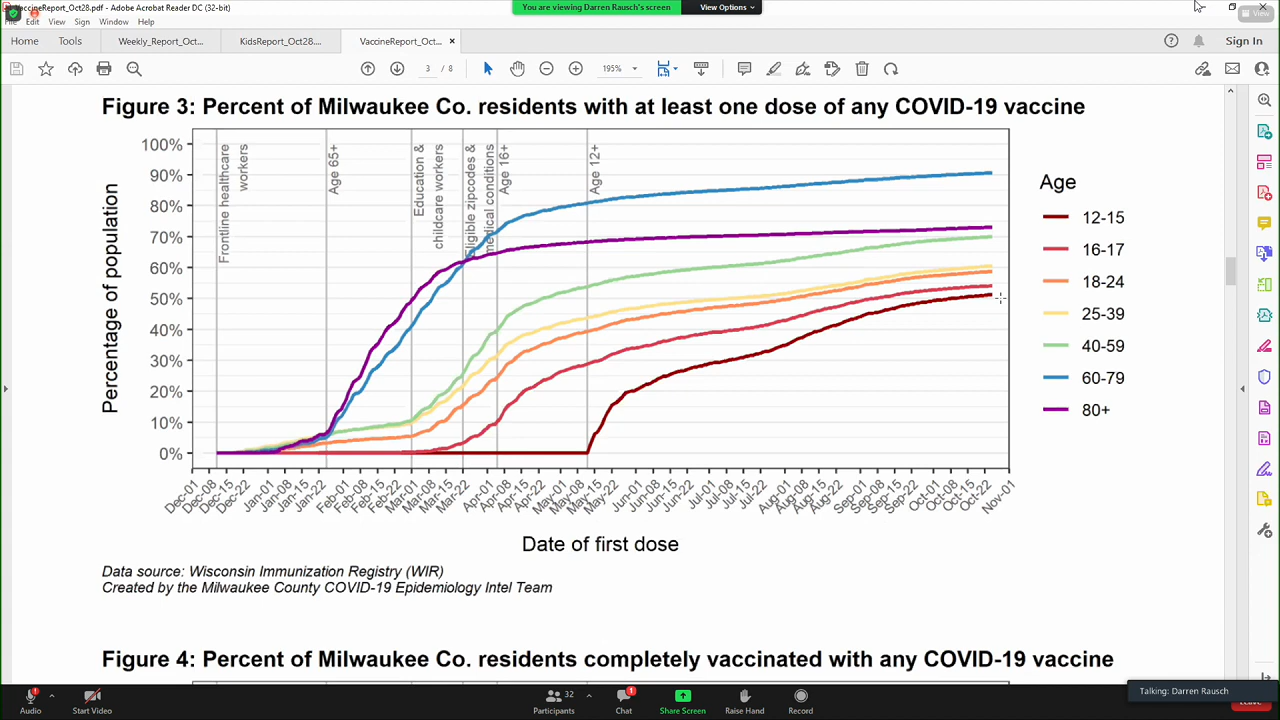 VaccineReport_Oct28.pdf - Adobe Acrobat Reader DC (32-bit)
You are viewing Darren Rausch's screen
View Options
File Edit View Sign Window Help
View
Home Tools Weekly_Report_Oc... KidsReport_Oct28.... VaccineReport_Oct... × Sign In
3 / 8 195%
Figure 3: Percent of Milwaukee Co. residents with at least one dose of any COVID-19 vaccine
Percentage of population
100%
90%
80%
70%
60%
50%
40%
30%
20%
10%
0%
Frontline healthcare
workers
Age 65+
Education &
childcare workers
Eligible zipcodes &
medical conditions
Age 16+
Age 12+
Dec-01 Dec-08 Dec-15 Dec-22 Jan-01 Jan-08 Jan-15 Jan-22 Feb-01 Feb-08 Feb-15 Feb-22 Mar-01 Mar-08 Mar-15 Mar-22 Apr-01 Apr-08 Apr-15 Apr-22 May-01 May-08 May-15 May-22 Jun-01 Jun-08 Jun-15 Jun-22 Jul-01 Jul-08 Jul-15 Jul-22 Aug-01 Aug-08 Aug-15 Aug-22 Sep-01 Sep-08 Sep-15 Sep-22 Oct-01 Oct-08 Oct-15 Oct-22 Nov-01
Date of first dose
Age
12-15
16-17
18-24
25-39
40-59
60-79
80+
Data source: Wisconsin Immunization Registry (WIR)
Created by the Milwaukee County COVID-19 Epidemiology Intel Team
Figure 4: Percent of Milwaukee Co. residents completely vaccinated with any COVID-19 vaccine
Talking: Darren Rausch
32
1
Audio Start Video Participants Chat Share Screen Raise Hand Record Leave